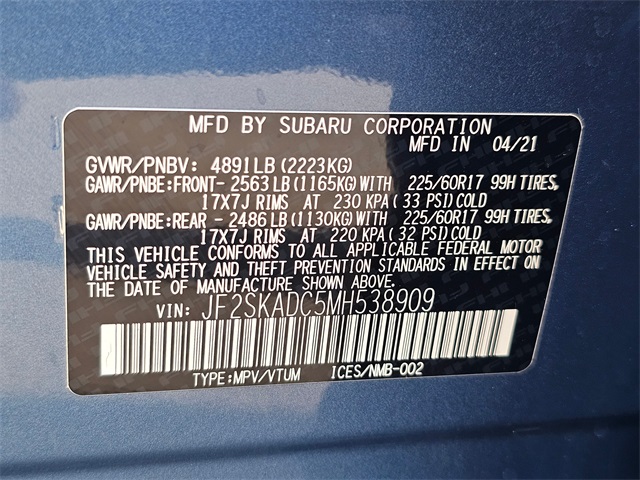 MFD BY SUBARU CORPORATION
MFD IN 04/21
GVWR/PNBV: 4891LB (2223KG)
GAWR/PNBE:FRONT- 2563LB (1165KG) WITH 225/60R17 99H TIRES,
17X7J RIMS AT 230 KPA (33 PSI) COLD
GAWR/PNBE:REAR - 2486LB (1130KG) WITH 225/60R17 99H TIRES,
17X7J RIMS AT 220 KPA (32 PSI) COLD
THIS VEHICLE CONFORMS TO ALL APPLICABLE FEDERAL MOTOR
VEHICLE SAFETY AND THEFT PREVENTION STANDARDS IN EFFECT ON THE
DATE OF MANUFACTURE SHOWN ABOVE.
VIN: JF2SKADC5MH538909
TYPE:MPV/VTUM ICES/NMB-002